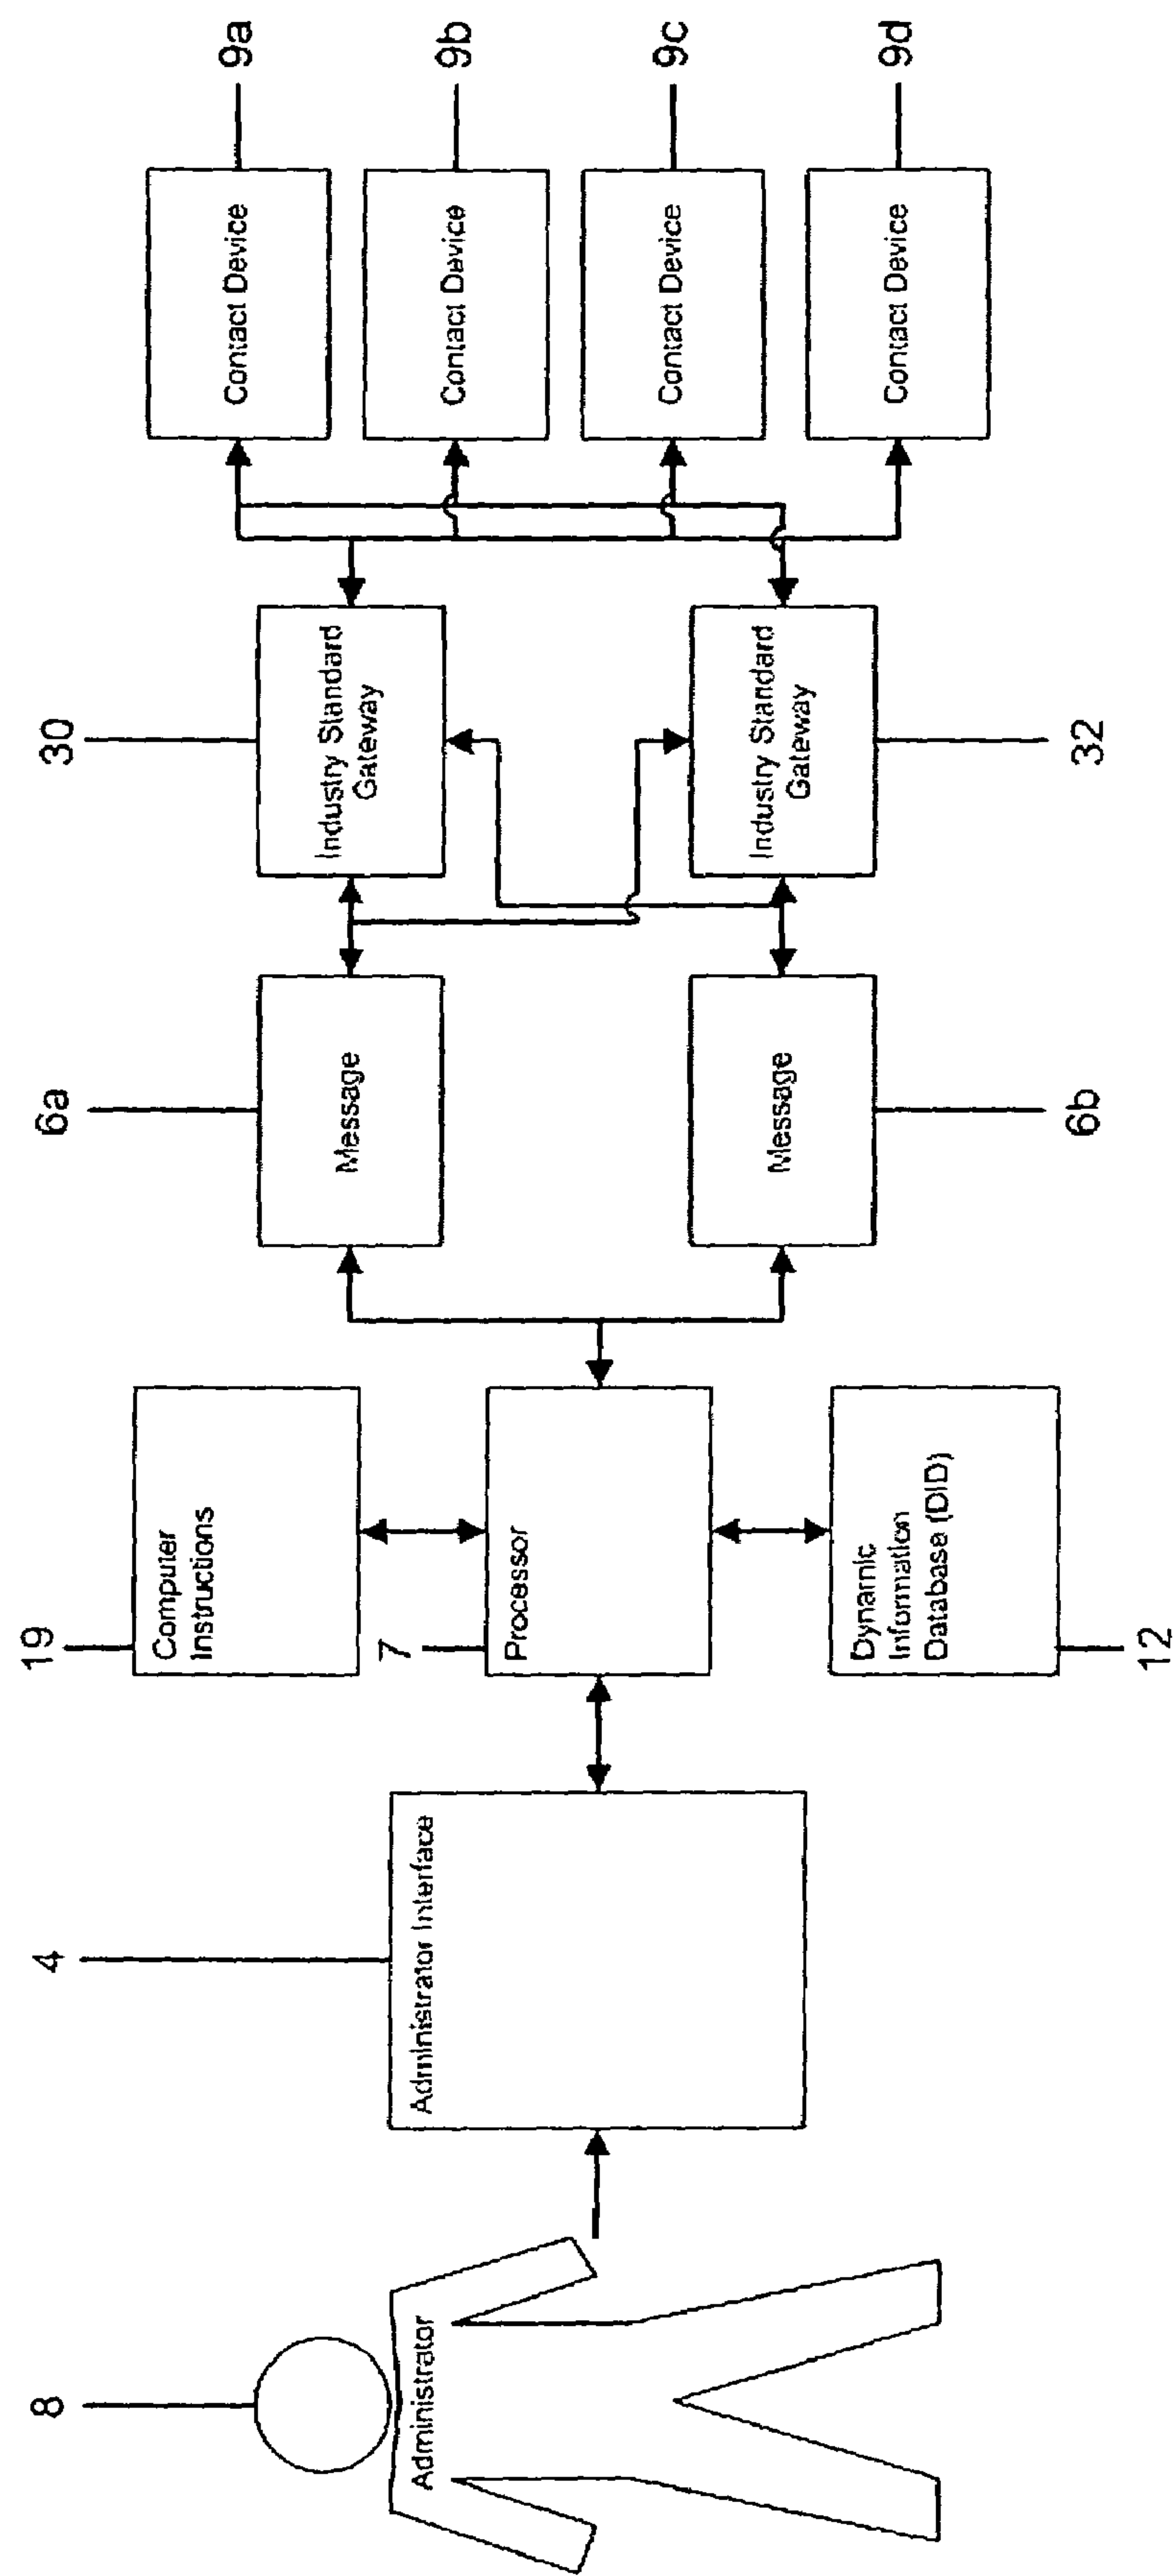 8
Administrator
4
Administrator Interface
19
Computer
Instructions
7
Processor
Dynamic
Information
Database (DID)
12
6a
Message
Message
6b
30
Industry Standard
Gateway
Industry Standard
Gateway
32
Contact Device
9a
Contact Device
9b
Contact Device
9c
Contact Device
9d